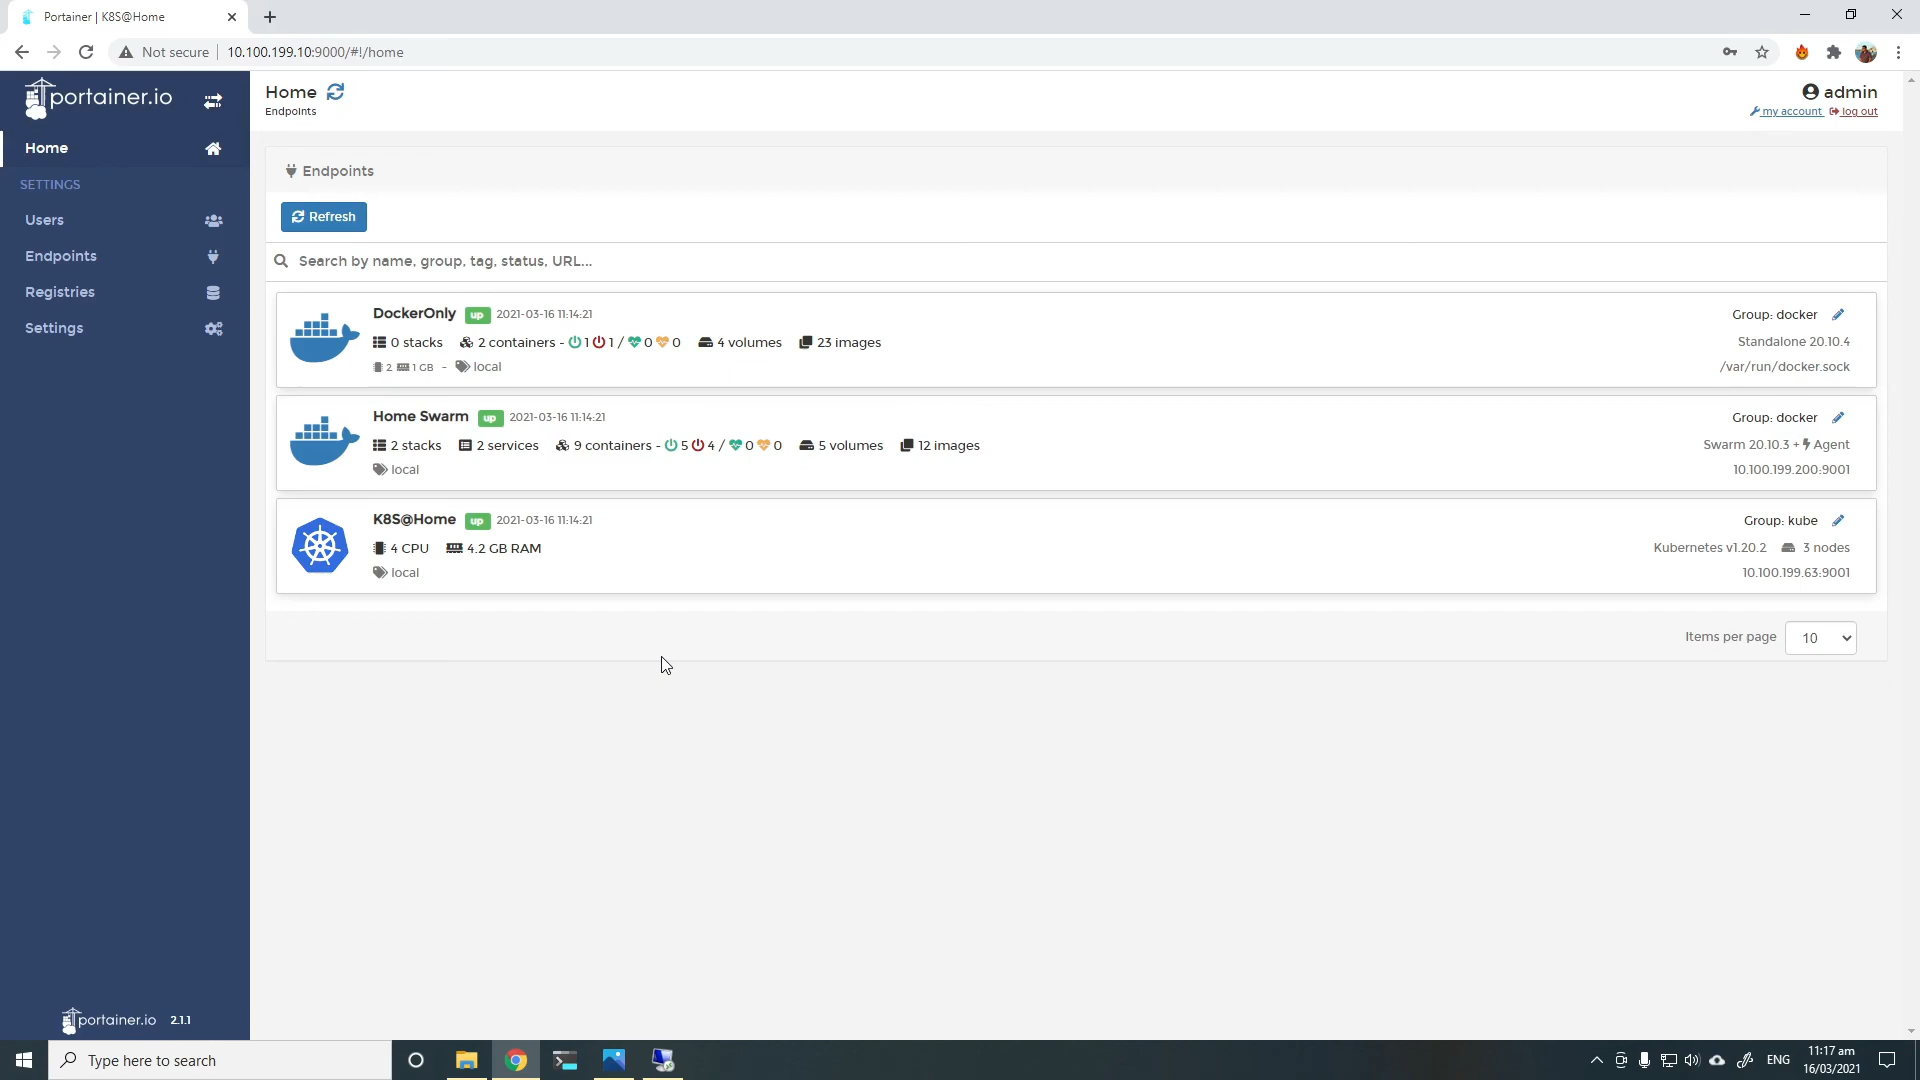 Portainer | K8S@Home
Not secure | 10.100.199.10:9000/#!/home
portainer.io
Home
SETTINGS
Users
Endpoints
Registries
Settings
portainer.io 2.1.1
Home
Endpoints
admin
my account log out
Endpoints
Refresh
Search by name, group, tag, status, URL...
DockerOnly up 2021-03-16 11:14:21
Group: docker
0 stacks 2 containers - 1 1 / 0 0 4 volumes 23 images
Standalone 20.10.4
2 1 GB - local
/var/run/docker.sock
Home Swarm up 2021-03-16 11:14:21
Group: docker
2 stacks 2 services 9 containers - 5 4 / 0 0 5 volumes 12 images
Swarm 20.10.3 + Agent
local
10.100.199.200:9001
K8S@Home up 2021-03-16 11:14:21
Group: kube
4 CPU 4.2 GB RAM
Kubernetes v1.20.2 3 nodes
local
10.100.199.63:9001
Items per page 10
Type here to search
ENG
11:17 am
16/03/2021